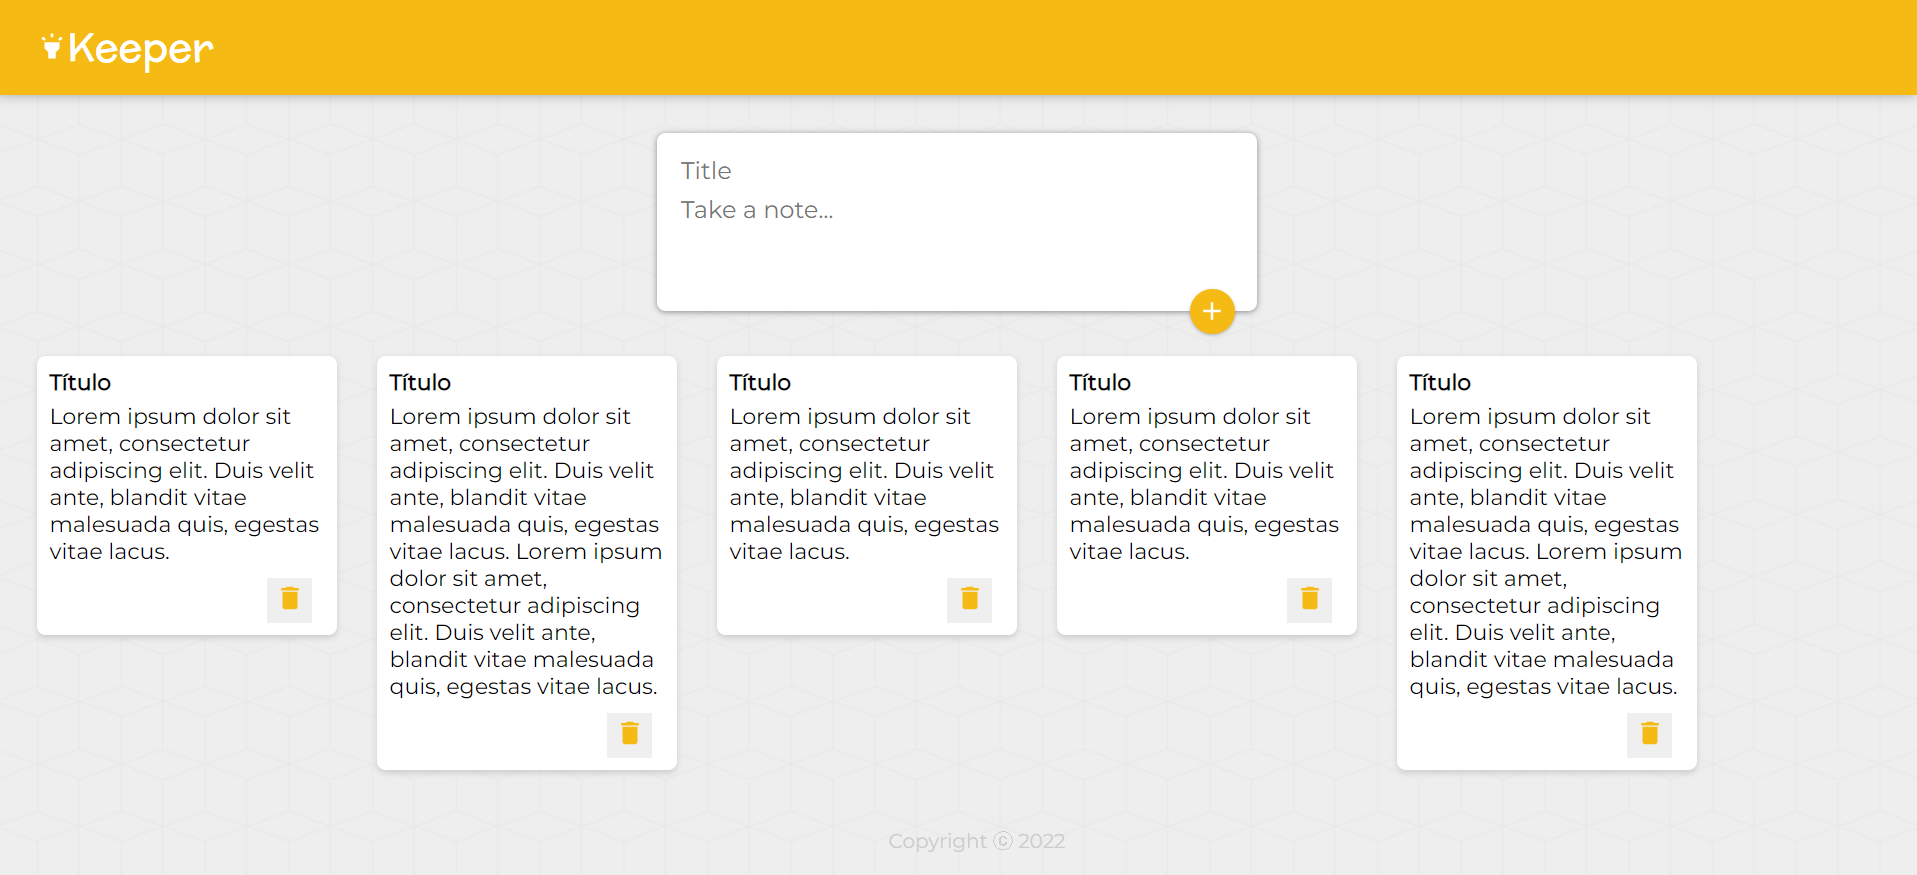 Keeper
Title
Take a note...
Título
Lorem ipsum dolor sit
amet, consectetur
adipiscing elit. Duis velit
ante, blandit vitae
malesuada quis, egestas
vitae lacus.
Título
Lorem ipsum dolor sit
amet, consectetur
adipiscing elit. Duis velit
ante, blandit vitae
malesuada quis, egestas
vitae lacus. Lorem ipsum
dolor sit amet,
consectetur adipiscing
elit. Duis velit ante,
blandit vitae malesuada
quis, egestas vitae lacus.
Título
Lorem ipsum dolor sit
amet, consectetur
adipiscing elit. Duis velit
ante, blandit vitae
malesuada quis, egestas
vitae lacus.
Título
Lorem ipsum dolor sit
amet, consectetur
adipiscing elit. Duis velit
ante, blandit vitae
malesuada quis, egestas
vitae lacus.
Título
Lorem ipsum dolor sit
amet, consectetur
adipiscing elit. Duis velit
ante, blandit vitae
malesuada quis, egestas
vitae lacus. Lorem ipsum
dolor sit amet,
consectetur adipiscing
elit. Duis velit ante,
blandit vitae malesuada
quis, egestas vitae lacus.
Copyright ⓒ 2022